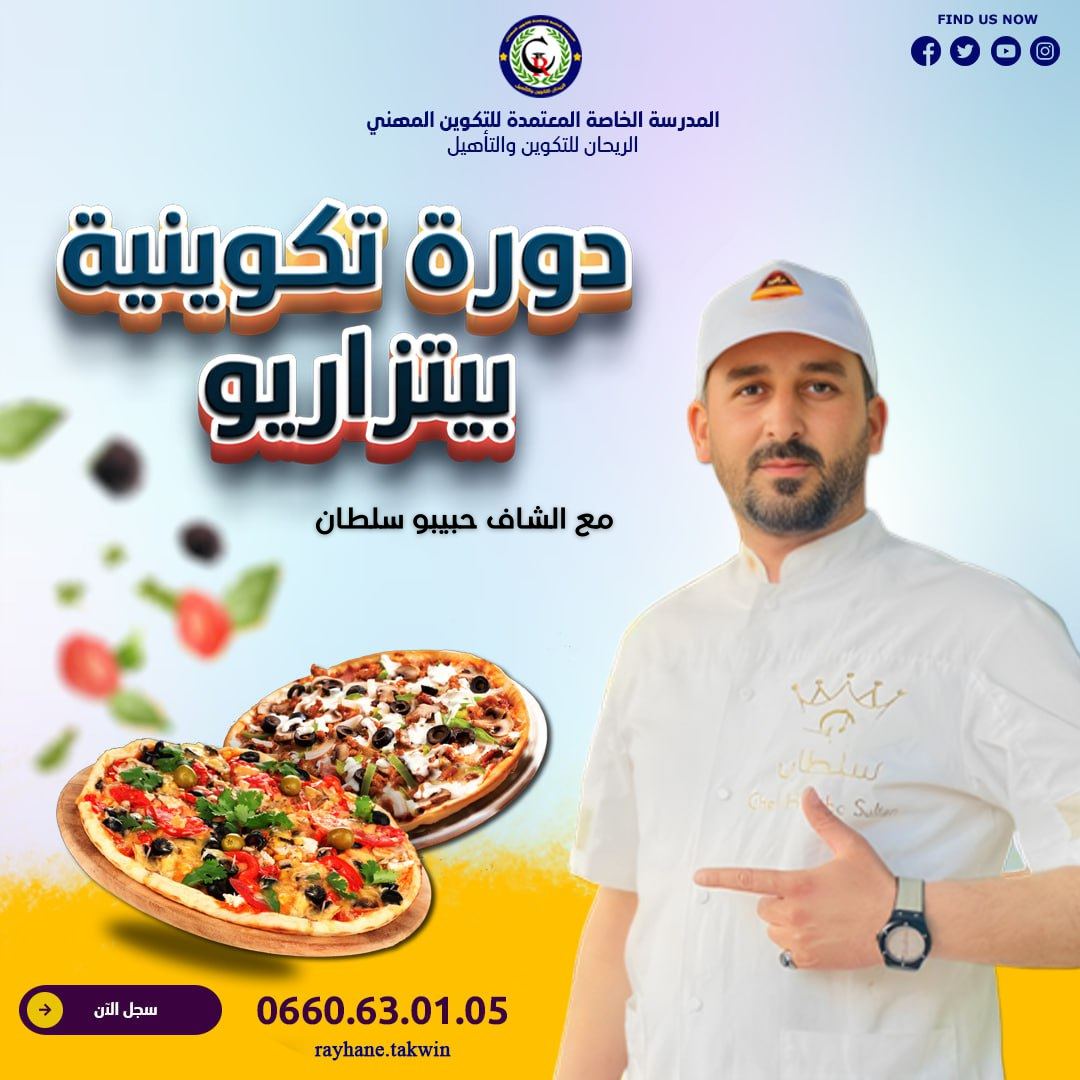 FIND US NOW
المدرسة الخاصة المعتمدة للتكوين المهني
الريحان للتكوين والتأهيل
دورة تكوينية
بيتزاريو
مع الشاف حبيبو سلطان
سلطان
سجل الآن
0660.63.01.05
rayhane.takwin